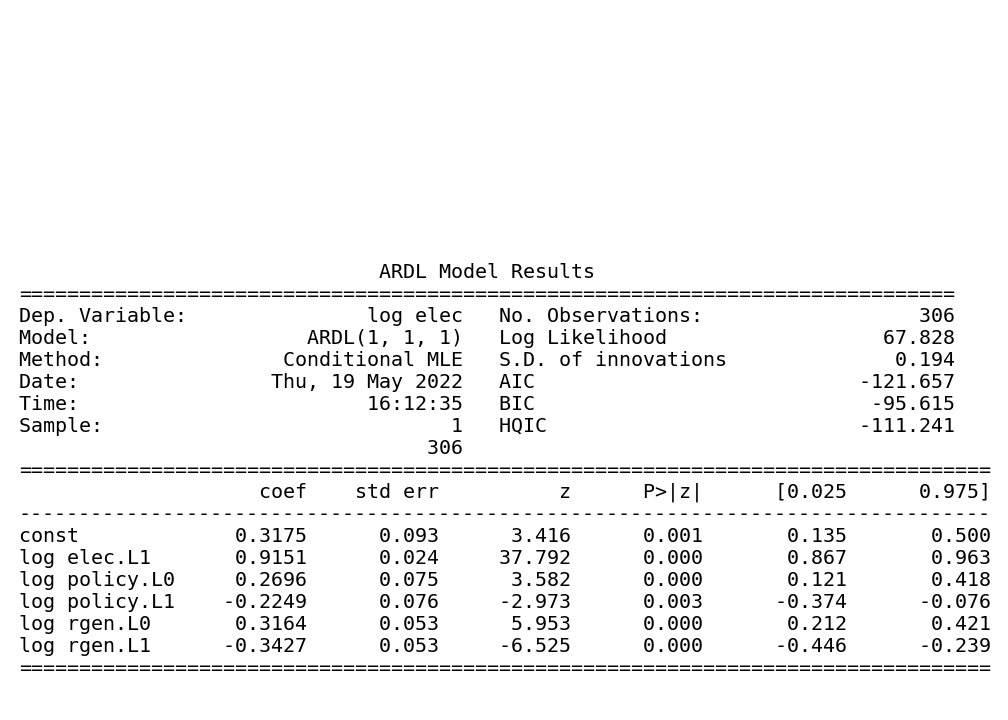 ARDL Model Results
==============================================================================
Dep. Variable:               log elec   No. Observations:                  306
Model:                  ARDL(1, 1, 1)   Log Likelihood                  67.828
Method:               Conditional MLE   S.D. of innovations              0.194
Date:                Thu, 19 May 2022   AIC                           -121.657
Time:                        16:12:35   BIC                            -95.615
Sample:                             1   HQIC                          -111.241
                                  306
=================================================================================
                    coef    std err          z      P>|z|      [0.025      0.975]
---------------------------------------------------------------------------------
const             0.3175      0.093      3.416      0.001       0.135       0.500
log elec.L1       0.9151      0.024     37.792      0.000       0.867       0.963
log policy.L0     0.2696      0.075      3.582      0.000       0.121       0.418
log policy.L1    -0.2249      0.076     -2.973      0.003      -0.374      -0.076
log rgen.L0       0.3164      0.053      5.953      0.000       0.212       0.421
log rgen.L1      -0.3427      0.053     -6.525      0.000      -0.446      -0.239
=================================================================================